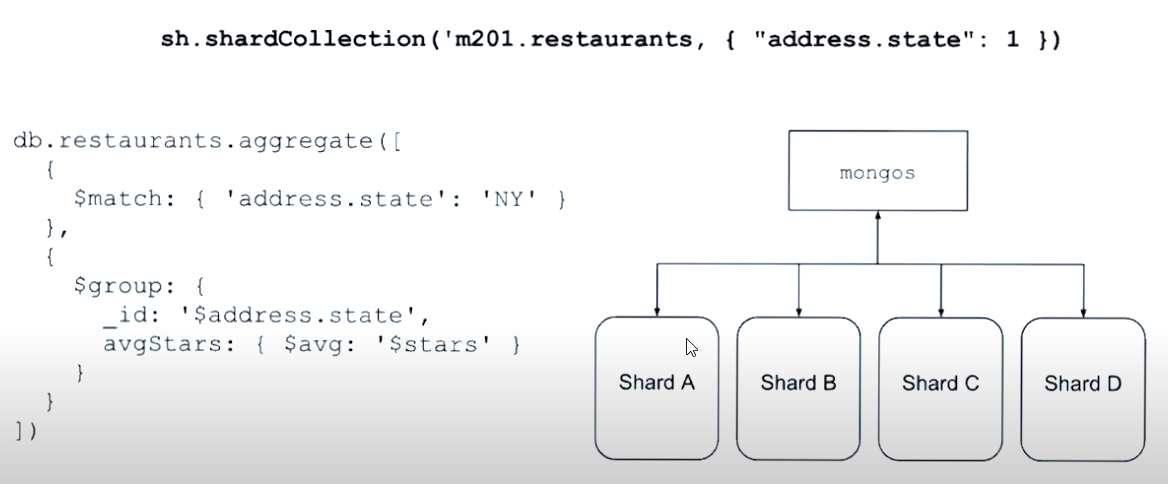 sh.shardCollection('m201.restaurants, { "address.state": 1 })
db.restaurants.aggregate([
{
$match: { 'address.state': 'NY' }
},
{
$group: {
_id: '$address.state',
avgStars: { $avg: '$stars' }
}
}
])
mongos
Shard A
Shard B
Shard C
Shard D